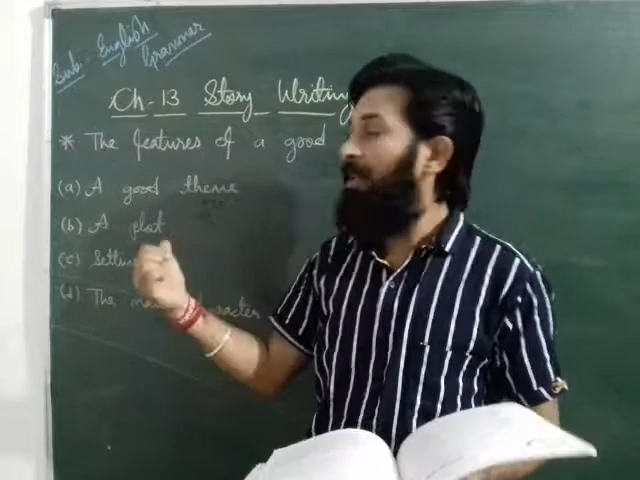 Sub:- English
Grammar
Ch-13 Story Writing
* The features of a good
(a) A good theme
(b) A plot
(c) Setting
(d) The main character